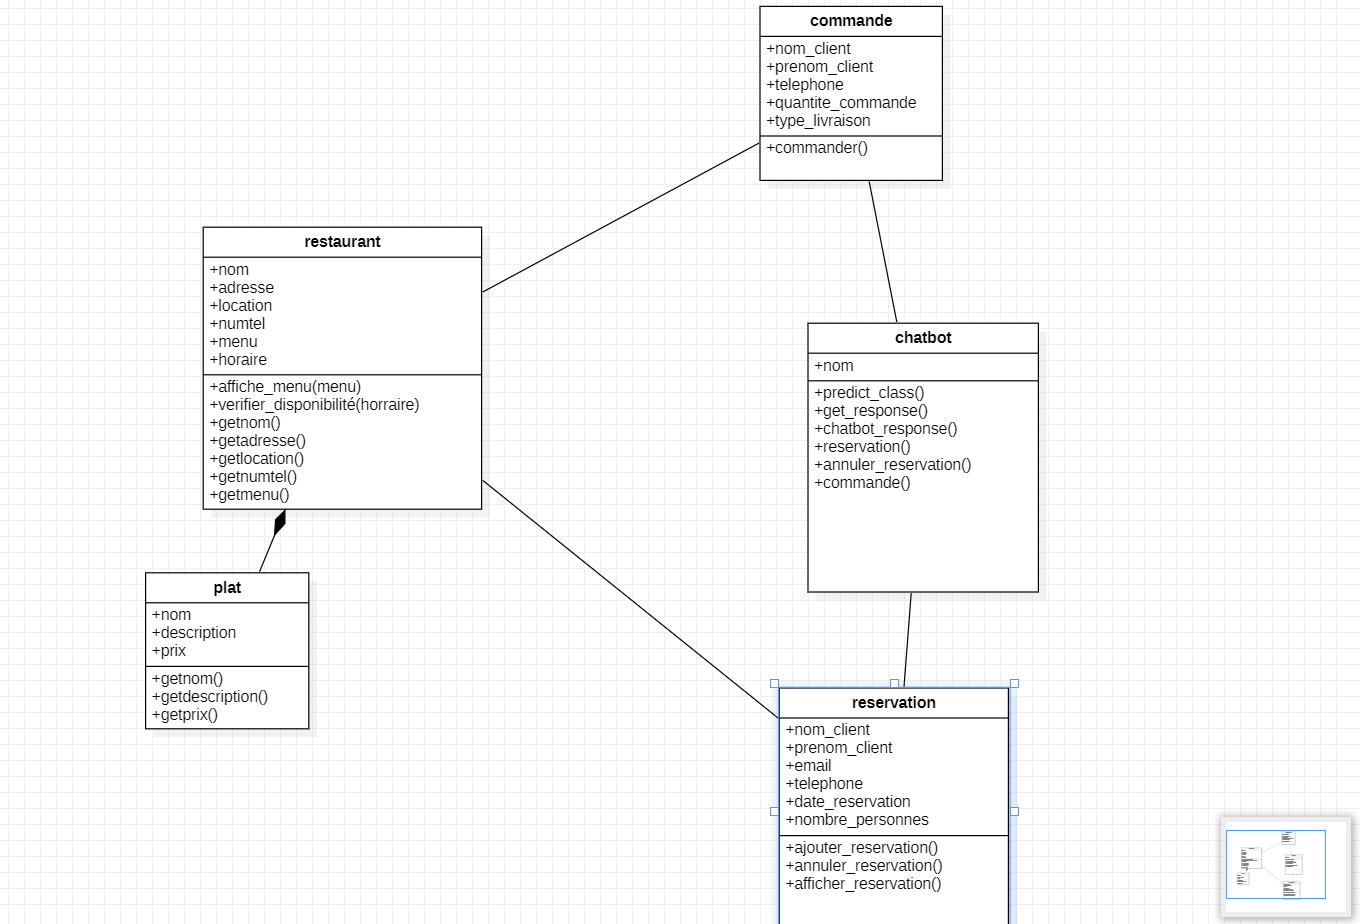 commande
+nom_client
+prenom_client
+telephone
+quantite_commande
+type_livraison
+commander()
restaurant
+nom
+adresse
+location
+numtel
+menu
+horaire
+affiche_menu(menu)
+verifier_disponibilité(horraire)
+getnom()
+getadresse()
+getlocation()
+getnumtel()
+getmenu()
chatbot
+nom
+predict_class()
+get_response()
+chatbot_response()
+reservation()
+annuler_reservation()
+commande()
plat
+nom
+description
+prix
+getnom()
+getdescription()
+getprix()
reservation
+nom_client
+prenom_client
+email
+telephone
+date_reservation
+nombre_personnes
+ajouter_reservation()
+annuler_reservation()
+afficher_reservation()